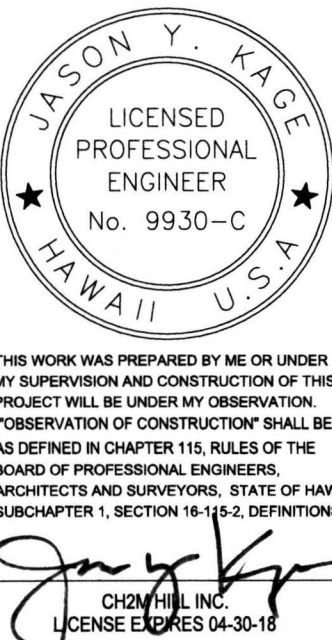 JASON Y. KAGE
LICENSED
PROFESSIONAL
ENGINEER
No. 9930-C
HAWAII U.S.A
THIS WORK WAS PREPARED BY ME OR UNDER
MY SUPERVISION AND CONSTRUCTION OF THIS
PROJECT WILL BE UNDER MY OBSERVATION.
"OBSERVATION OF CONSTRUCTION" SHALL BE
AS DEFINED IN CHAPTER 115, RULES OF THE
BOARD OF PROFESSIONAL ENGINEERS,
ARCHITECTS AND SURVEYORS, STATE OF HAW
SUBCHAPTER 1, SECTION 16-115-2, DEFINITIONS
CH2M HILL INC.
LICENSE EXPIRES 04-30-18